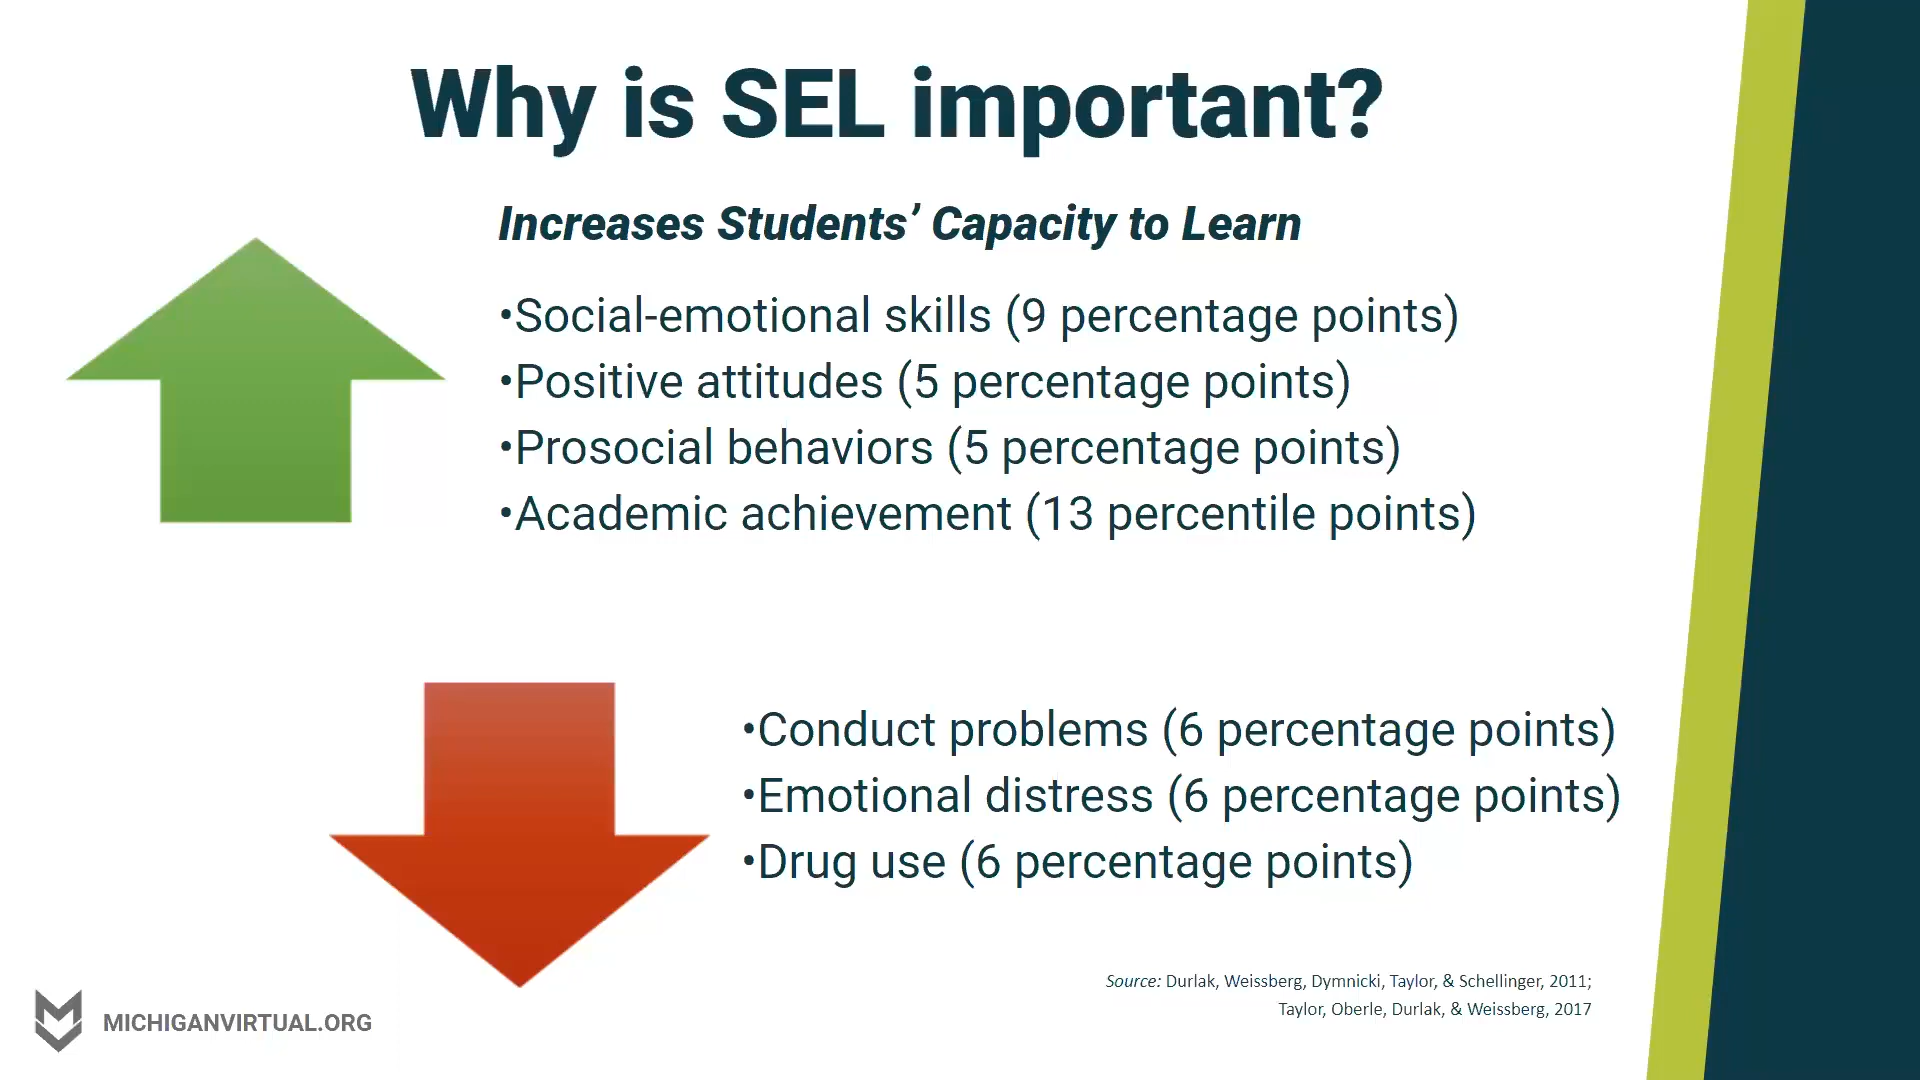 Why is SEL important?
Increases Students’ Capacity to Learn
•Social-emotional skills (9 percentage points)
•Positive attitudes (5 percentage points)
•Prosocial behaviors (5 percentage points)
•Academic achievement (13 percentile points)
•Conduct problems (6 percentage points)
•Emotional distress (6 percentage points)
•Drug use (6 percentage points)
Source: Durlak, Weissberg, Dymnicki, Taylor, & Schellinger, 2011;
Taylor, Oberle, Durlak, & Weissberg, 2017
MICHIGANVIRTUAL.ORG